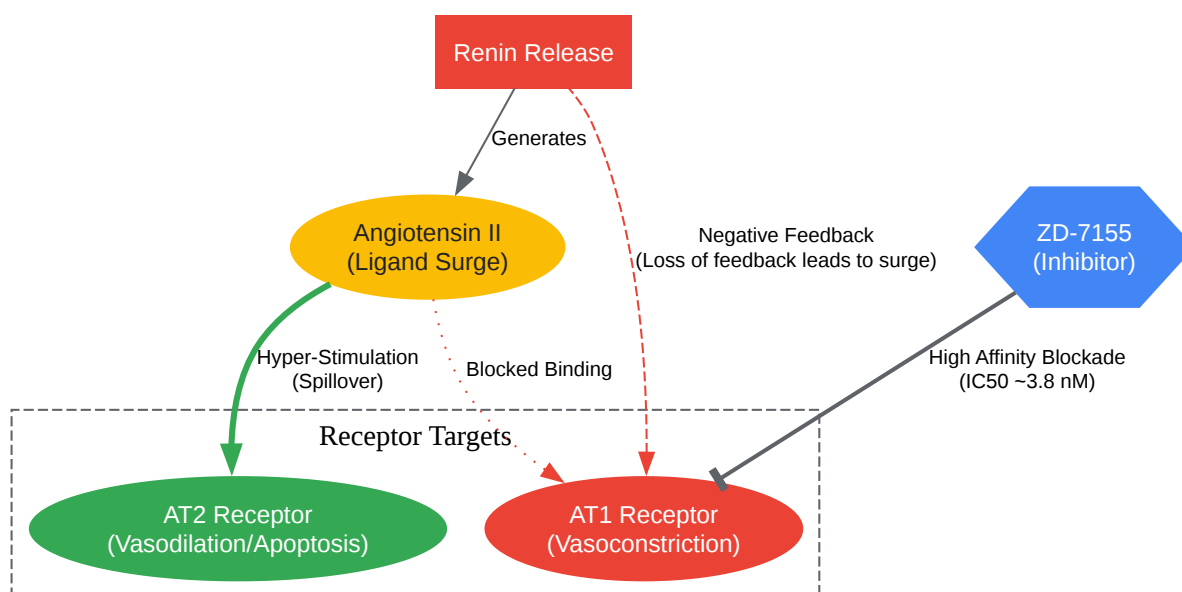 Renin Release
Generates
Angiotensin II
(Ligand Surge)
Negative Feedback
(Loss of feedback leads to surge)
ZD-7155
(Inhibitor)
Hyper-Stimulation
(Spillover)
Blocked Binding
High Affinity Blockade
(IC50 ~3.8 nM)
Receptor Targets
AT2 Receptor
(Vasodilation/Apoptosis)
AT1 Receptor
(Vasoconstriction)